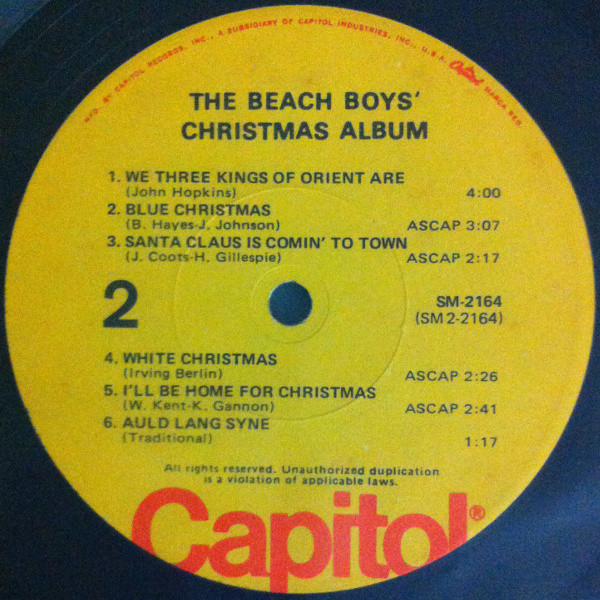 MFD. BY CAPITOL RECORDS, INC., A SUBSIDIARY OF CAPITOL INDUSTRIES, INC., U.S.A. Capitol MARCA REG.
THE BEACH BOYS'
CHRISTMAS ALBUM
1. WE THREE KINGS OF ORIENT ARE
(John Hopkins) 4:00
2. BLUE CHRISTMAS
(B. Hayes-J. Johnson) ASCAP 3:07
3. SANTA CLAUS IS COMIN' TO TOWN
(J. Coots-H. Gillespie) ASCAP 2:17
2
SM-2164
(SM2-2164)
4. WHITE CHRISTMAS
(Irving Berlin) ASCAP 2:26
5. I'LL BE HOME FOR CHRISTMAS
(W. Kent-K. Gannon) ASCAP 2:41
6. AULD LANG SYNE
(Traditional) 1:17
All rights reserved. Unauthorized duplication
is a violation of applicable laws.
Capitol®